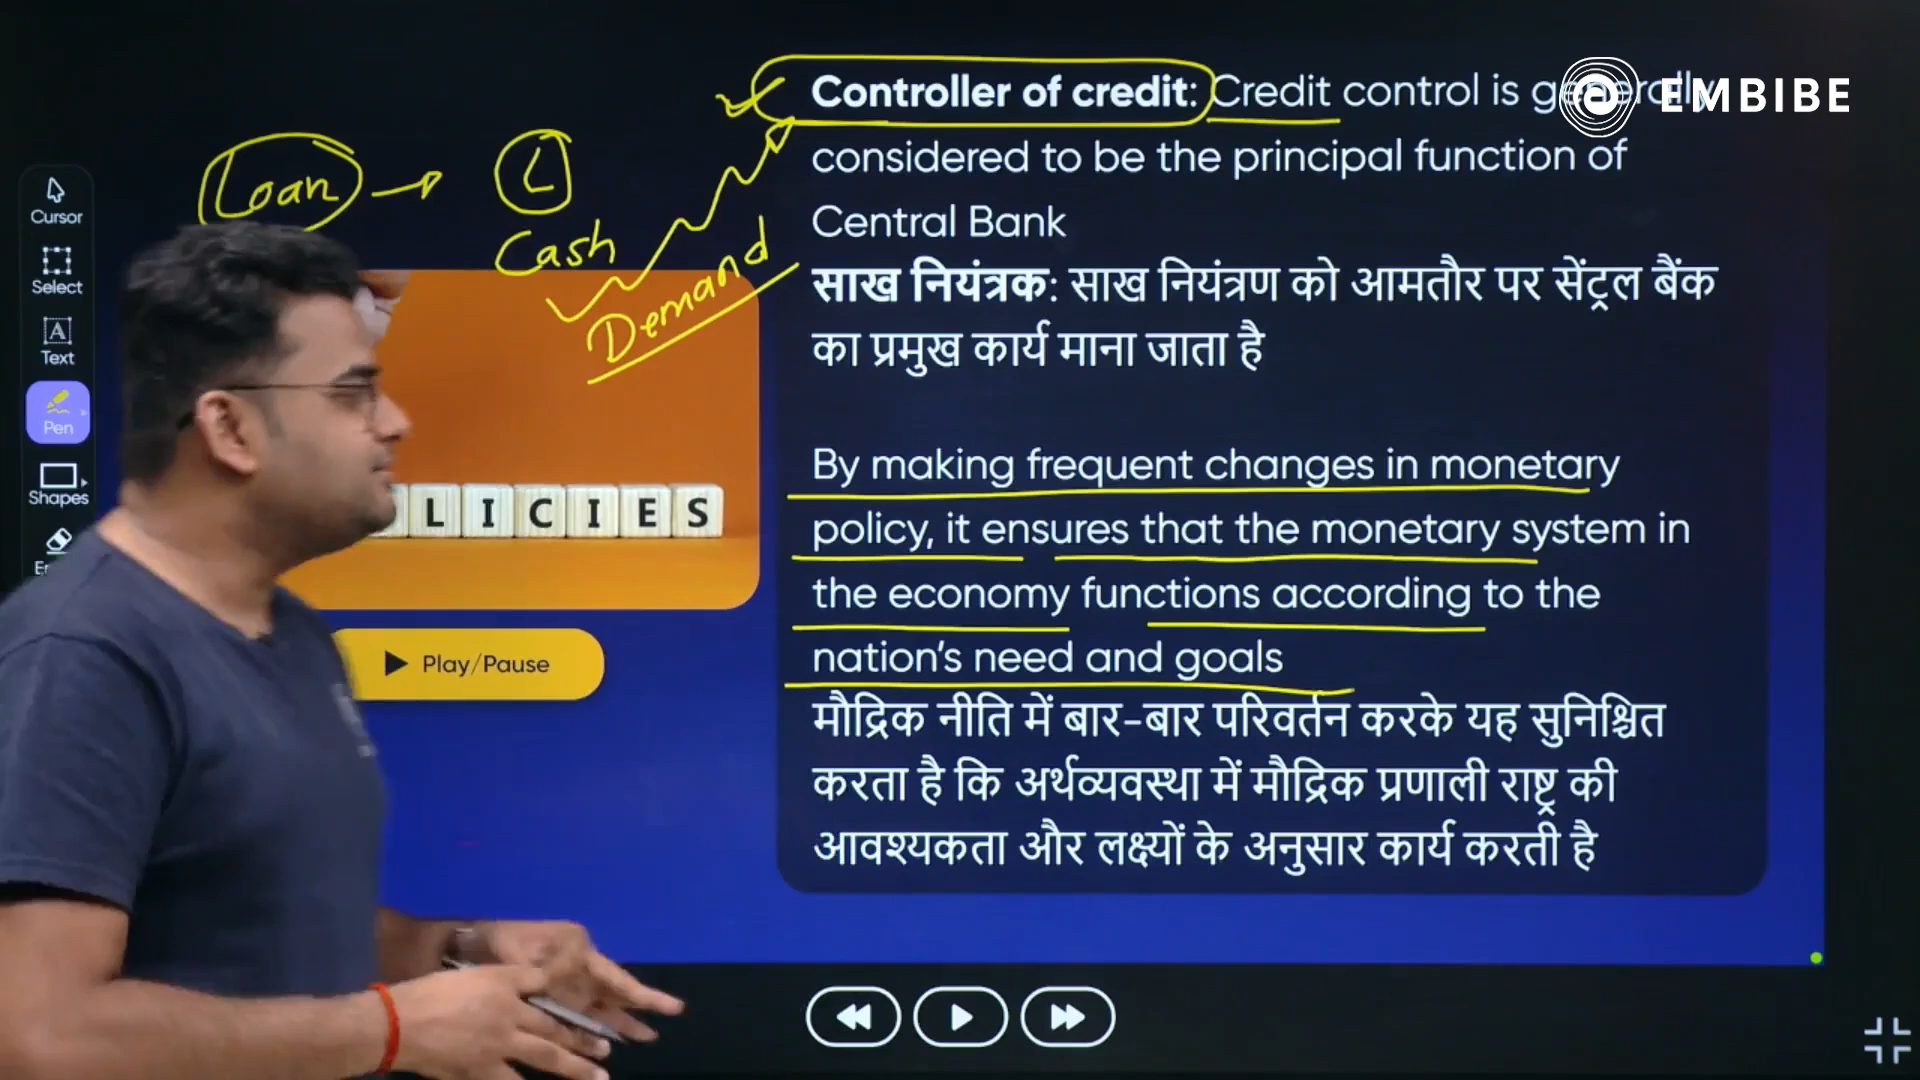 Controller of credit: Credit control is generally
considered to be the principal function of
Central Bank
साख नियंत्रक: साख नियंत्रण को आमतौर पर सेंट्रल बैंक
का प्रमुख कार्य माना जाता है
By making frequent changes in monetary
policy, it ensures that the monetary system in
the economy functions according to the
nation's need and goals
मौद्रिक नीति में बार-बार परिवर्तन करके यह सुनिश्चित
करता है कि अर्थव्यवस्था में मौद्रिक प्रणाली राष्ट्र की
आवश्यकता और लक्ष्यों के अनुसार कार्य करती है
EMBIBE
Loan → L
Cash
Demand
LICIES
Play/Pause
Cursor
Select
A
Text
Pen
Shapes